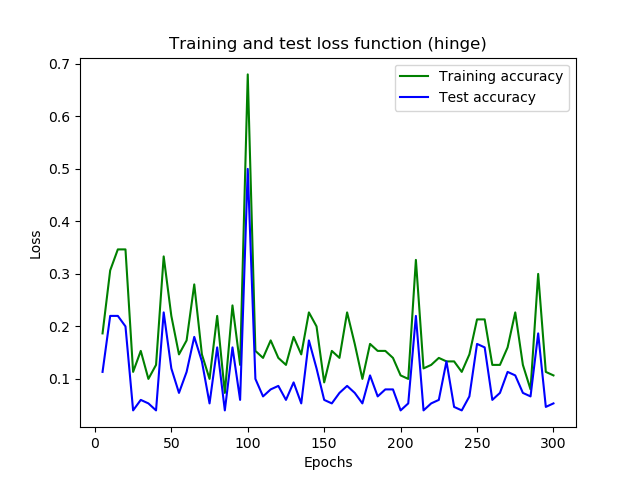 Training and test loss function (hinge)
Training accuracy
Test accuracy
0.7
0.6
0.5
0.4
0.3
0.2
0.1
Loss
0
50
100
150
200
250
300
Epochs